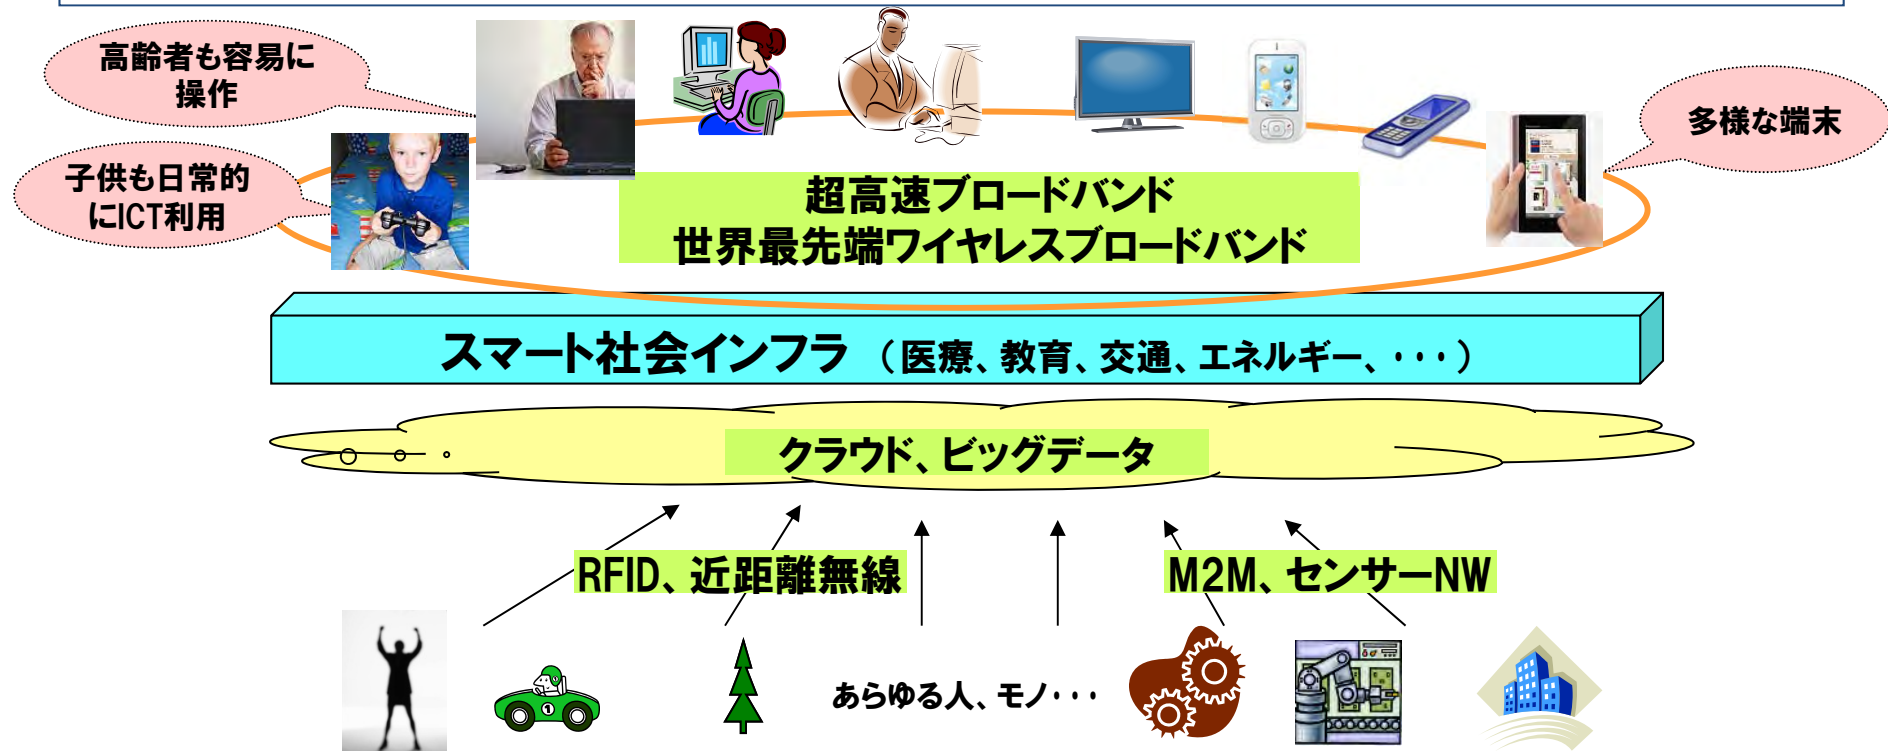 高齢者も容易に
操作
子供も日常的
にICT利用
多様な端末
超高速ブロードバンド
世界最先端ワイヤレスブロードバンド
スマート社会インフラ（医療、教育、交通、エネルギー、・・・）
クラウド、ビッグデータ
RFID、近距離無線
M2M、センサーNW
あらゆる人、モノ・・・
1